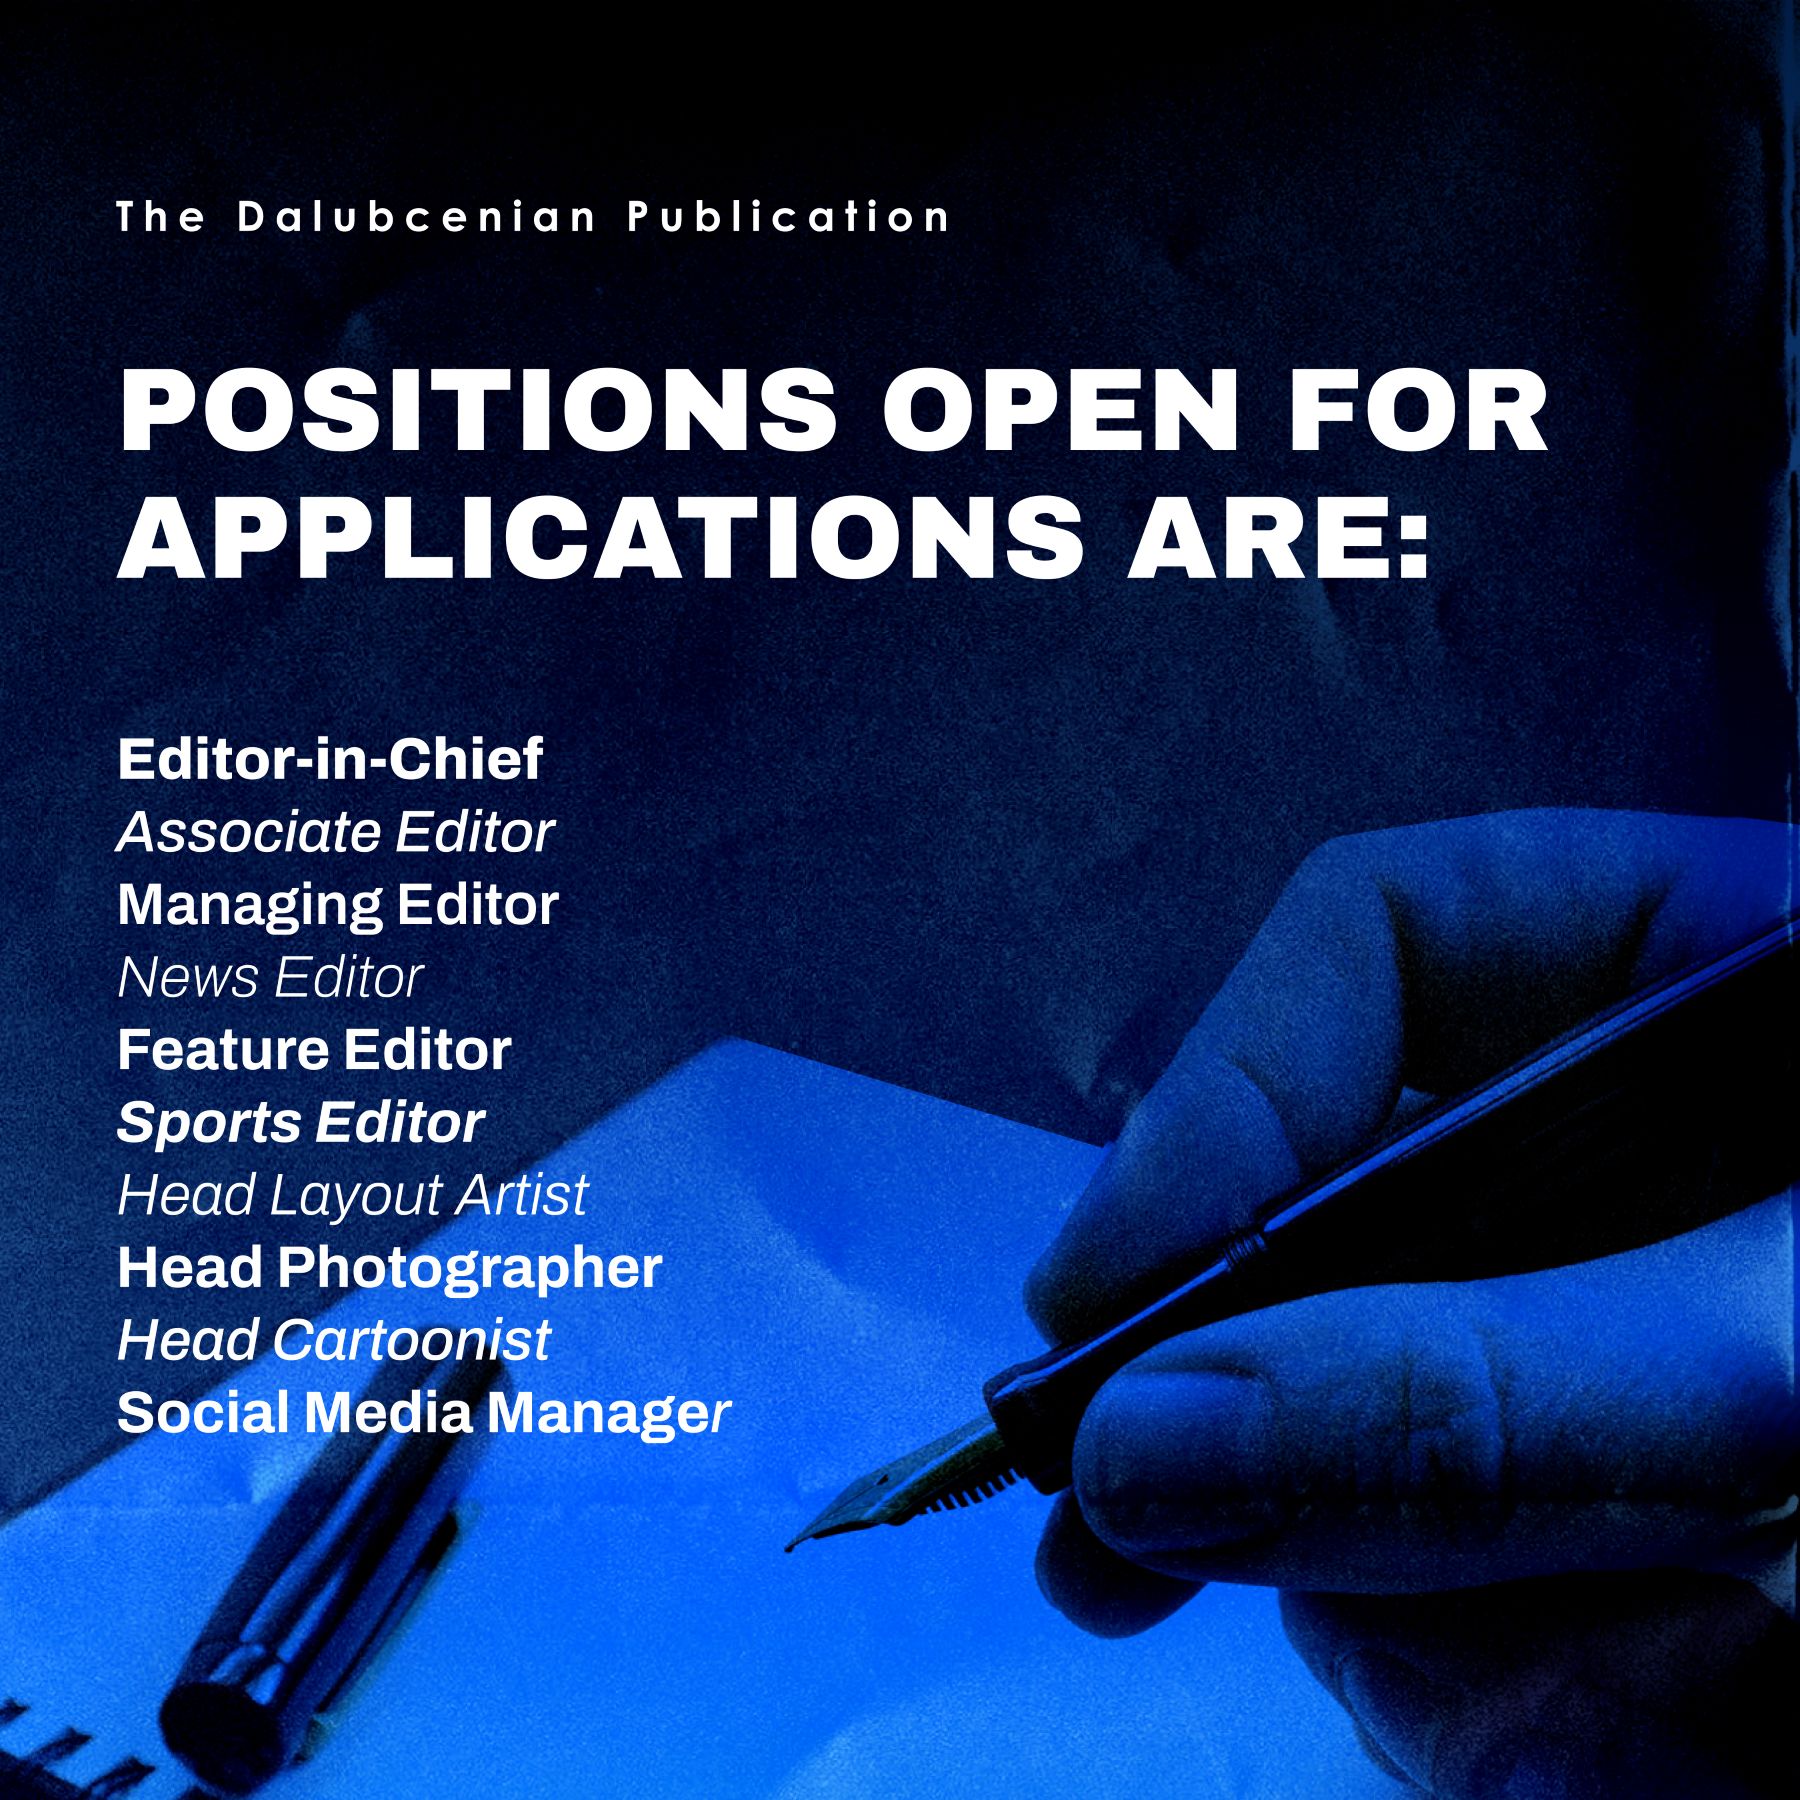 The Dalubcenian Publication
POSITIONS OPEN FOR
APPLICATIONS ARE:
Editor-in-Chief
Associate Editor
Managing Editor
News Editor
Feature Editor
Sports Editor
Head Layout Artist
Head Photographer
Head Cartoonist
Social Media Manager